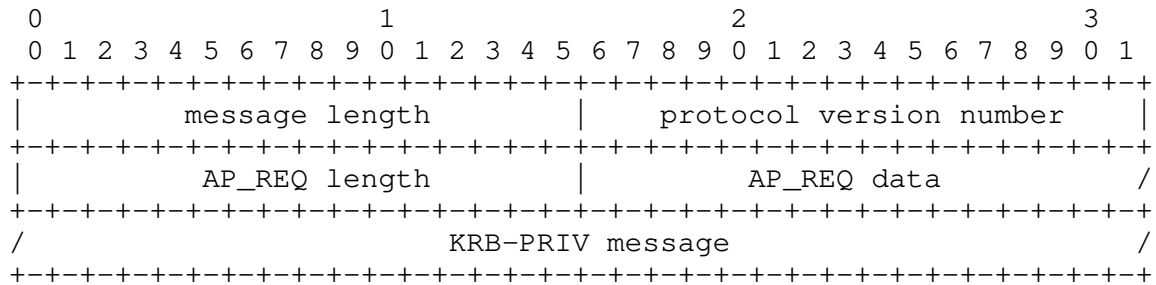 0                   1                   2                   3
 0 1 2 3 4 5 6 7 8 9 0 1 2 3 4 5 6 7 8 9 0 1 2 3 4 5 6 7 8 9 0 1
+-+-+-+-+-+-+-+-+-+-+-+-+-+-+-+-+-+-+-+-+-+-+-+-+-+-+-+-+-+-+-+-+
|         message length        |    protocol version number    |
+-+-+-+-+-+-+-+-+-+-+-+-+-+-+-+-+-+-+-+-+-+-+-+-+-+-+-+-+-+-+-+-+
|          AP_REQ length        |         AP_REQ data           /
+-+-+-+-+-+-+-+-+-+-+-+-+-+-+-+-+-+-+-+-+-+-+-+-+-+-+-+-+-+-+-+-+
/                        KRB-PRIV message                       /
+-+-+-+-+-+-+-+-+-+-+-+-+-+-+-+-+-+-+-+-+-+-+-+-+-+-+-+-+-+-+-+-+